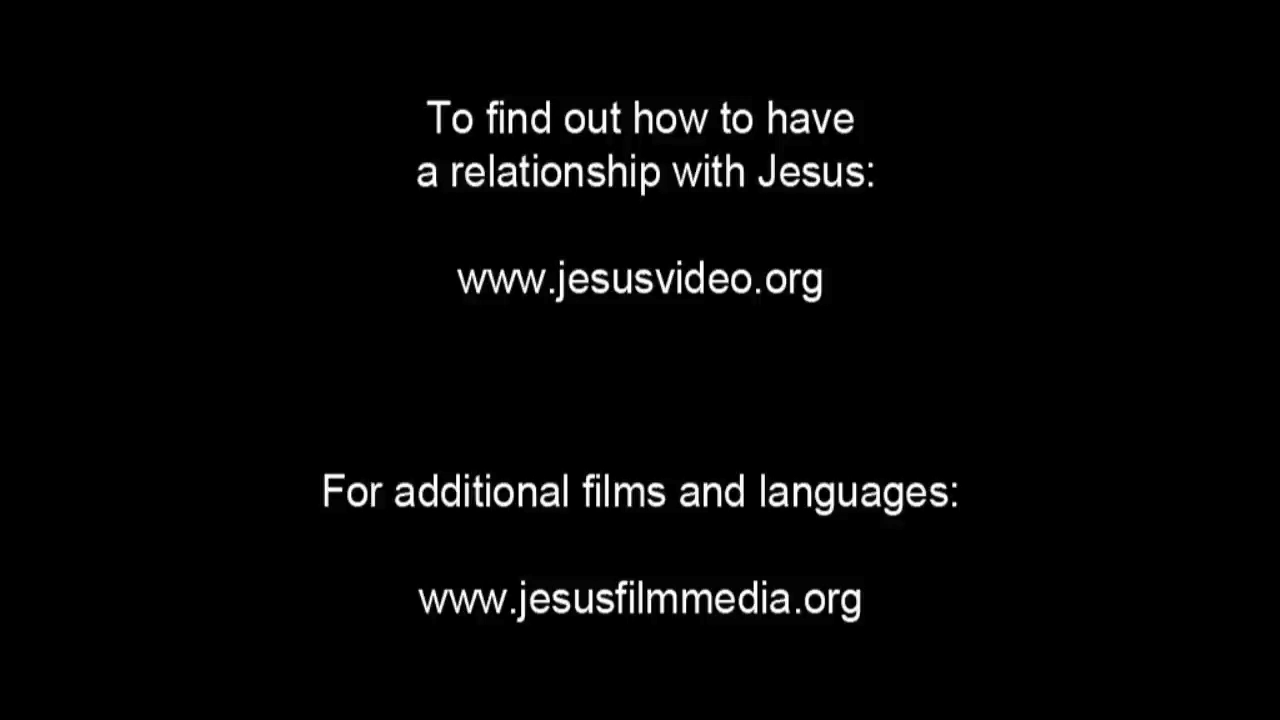 To find out how to have
a relationship with Jesus:
www.jesusvideo.org
For additional films and languages:
www.jesusfilmmedia.org